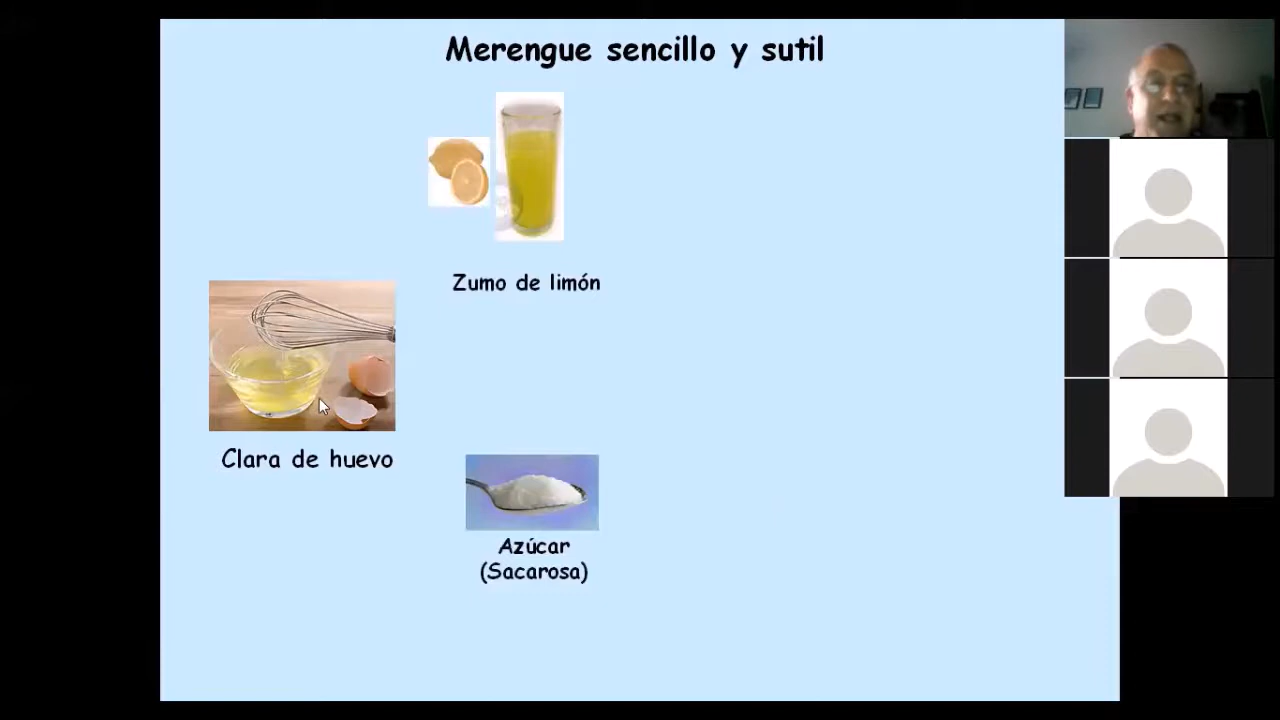 Merengue sencillo y sutil
Zumo de limón
Clara de huevo
Azúcar
(Sacarosa)